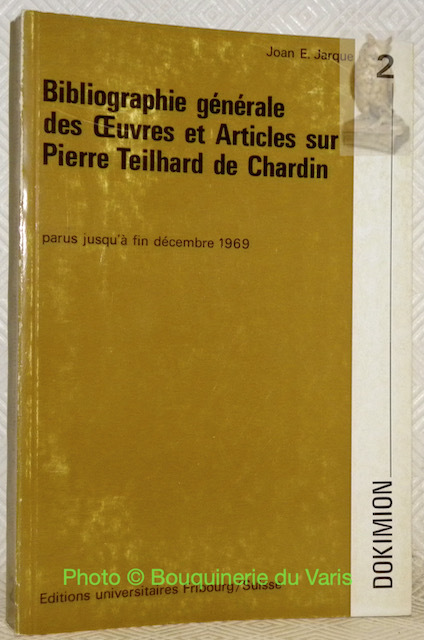 Joan E. Jarque
2
Bibliographie générale
des Œuvres et Articles sur
Pierre Teilhard de Chardin
parus jusqu'à fin décembre 1969
DOKIMION
Photo © Bouquinerie du Varis
Editions universitaires Fribourg/Suisse